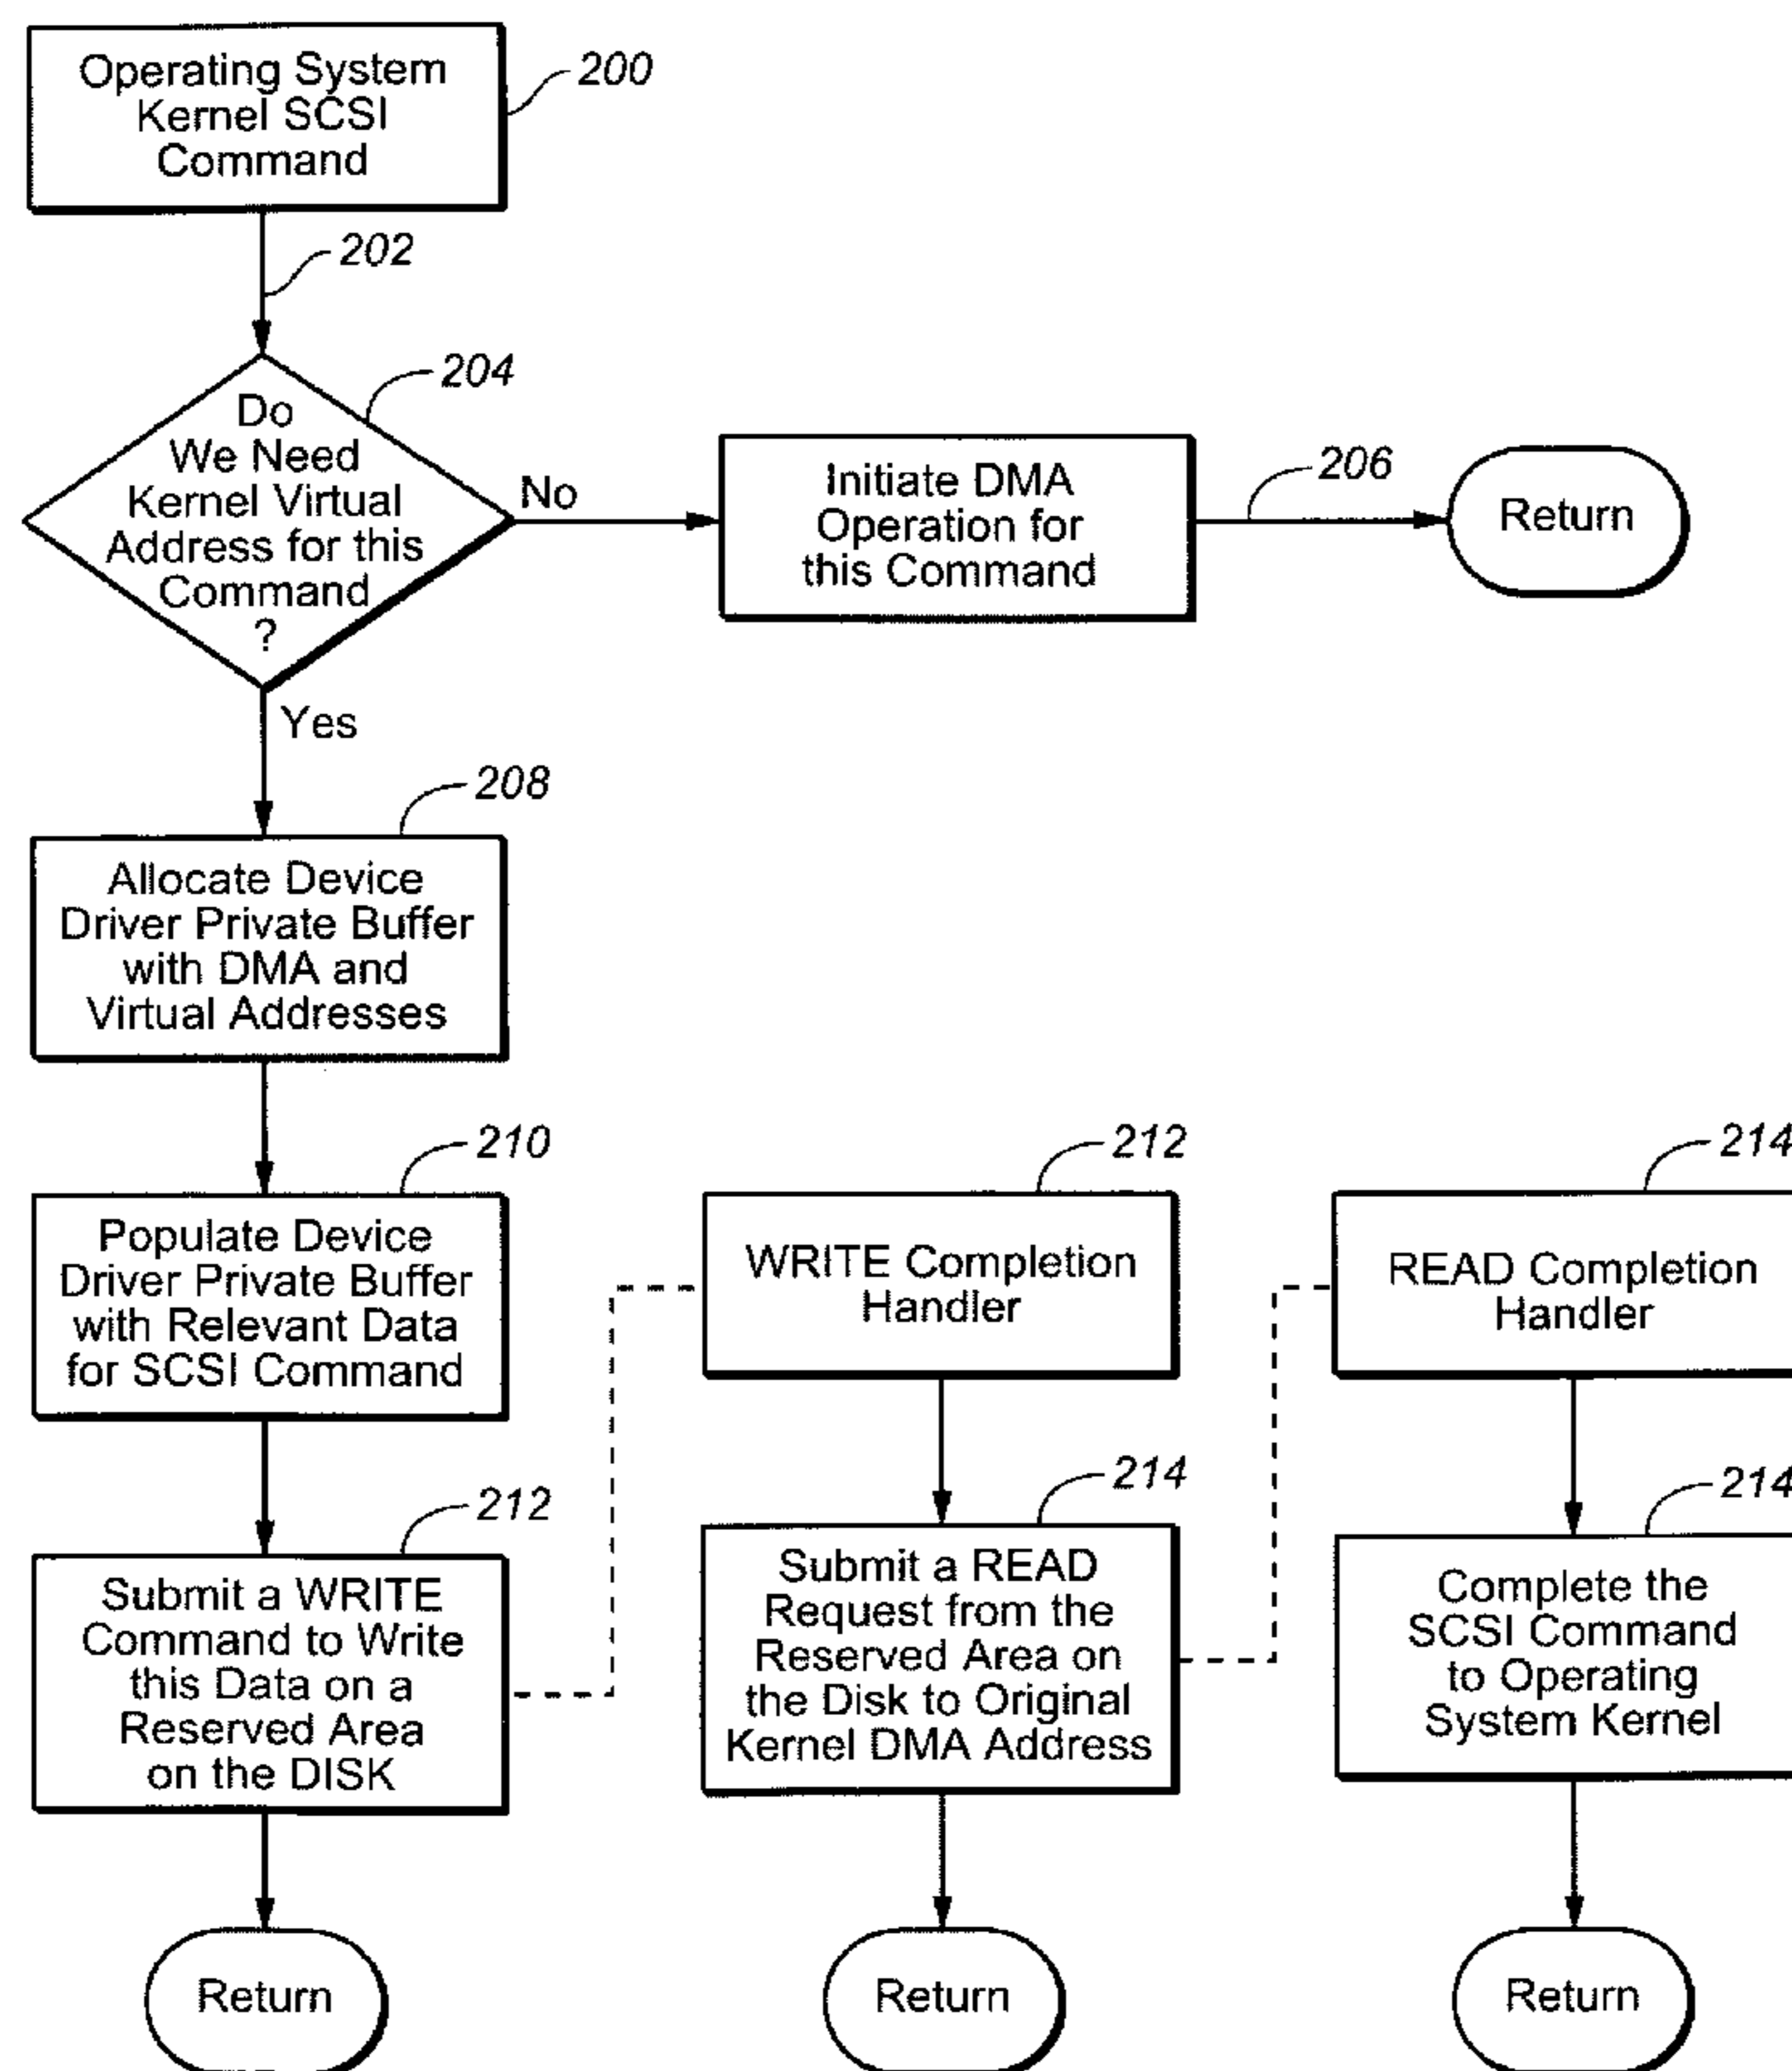 Operating System
Kernel SCSI
Command
200
202
204
Do
We Need
Kernel Virtual
Address for this
Command
?
No
Initiate DMA
Operation for
this Command
206
Return
Yes
208
Allocate Device
Driver Private Buffer
with DMA and
Virtual Addresses
210
Populate Device
Driver Private Buffer
with Relevant Data
for SCSI Command
212
Submit a WRITE
Command to Write
this Data on a
Reserved Area
on the DISK
Return
212
WRITE Completion
Handler
214
Submit a READ
Request from the
Reserved Area on
the Disk to Original
Kernel DMA Address
Return
214
READ Completion
Handler
214
Complete the
SCSI Command
to Operating
System Kernel
Return